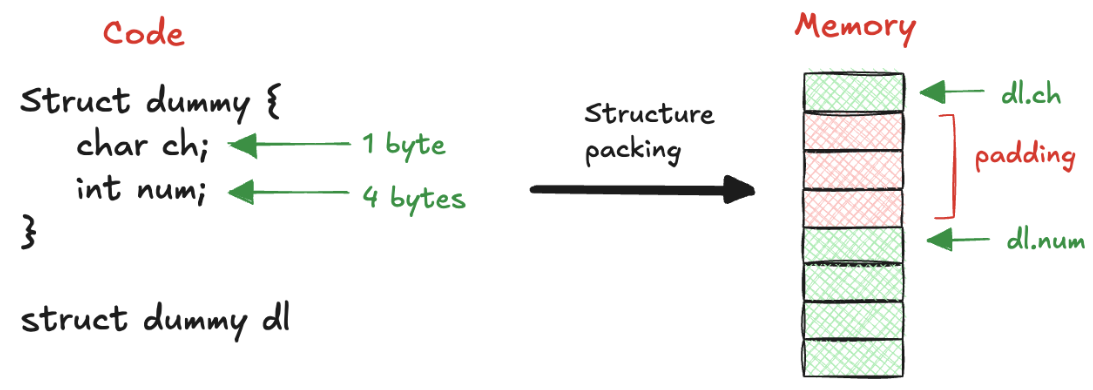 Code
Struct dummy {
char ch;
1 byte
int num;
4 bytes
}
struct dummy dl
Structure
packing
Memory
dl.ch
padding
dl.num